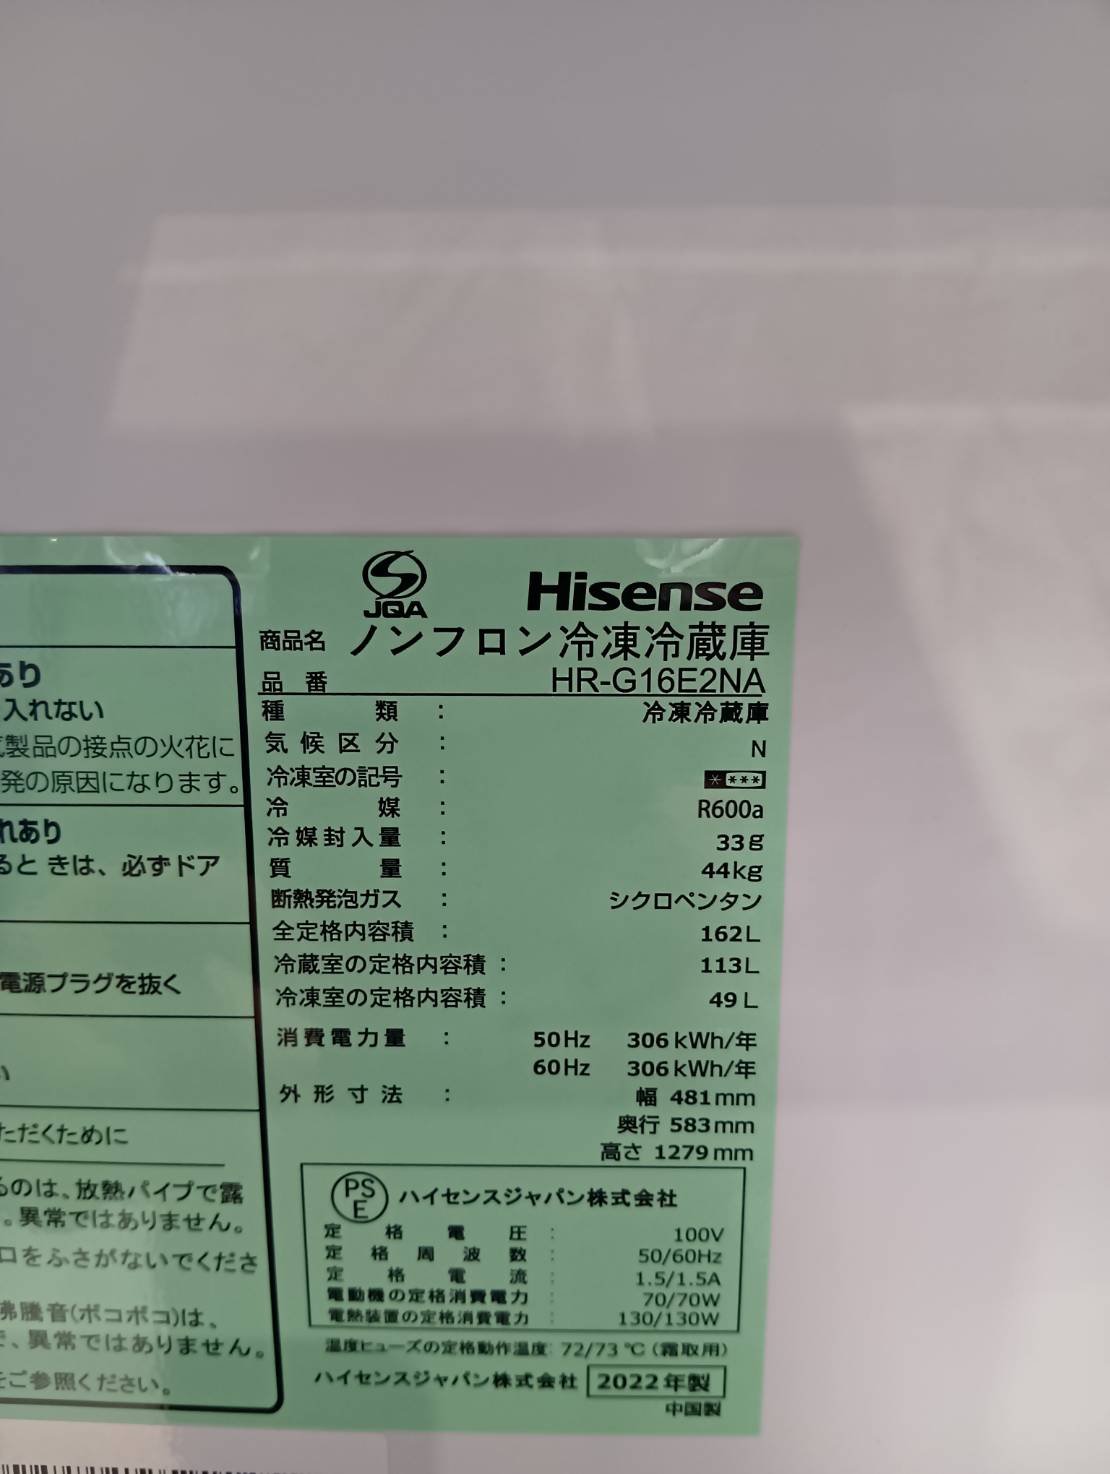 あり
入れない
製品の接点の火花に
発の原因になります。
れあり
るときは、必ずドア
電源プラグを抜く
い
ただくために
るのは、放熱パイプで露
。異常ではありません。
口をふさがないでくださ
沸騰音(ボコボコ)は、
、異常ではありません。
ご参照ください。
JQA
Hisense
商品名 ノンフロン冷凍冷蔵庫
品番 HR-G16E2NA
種類 : 冷凍冷蔵庫
気候区分 : N
冷凍室の記号 : * ***
冷媒 : R600a
冷媒封入量 : 33g
質量 : 44kg
断熱発泡ガス : シクロペンタン
全定格内容積 : 162L
冷蔵室の定格内容積 : 113L
冷凍室の定格内容積 : 49L
消費電力量 : 50Hz 306kWh/年
60Hz 306kWh/年
外形寸法 : 幅 481mm
奥行 583mm
高さ 1279mm
PSE ハイセンスジャパン株式会社
定格電圧 : 100V
定格周波数 : 50/60Hz
定格電流 : 1.5/1.5A
電動機の定格消費電力 : 70/70W
電熱装置の定格消費電力 : 130/130W
温度ヒューズの定格動作温度: 72/73℃(霜取用)
ハイセンスジャパン株式会社 2022年製
中国製